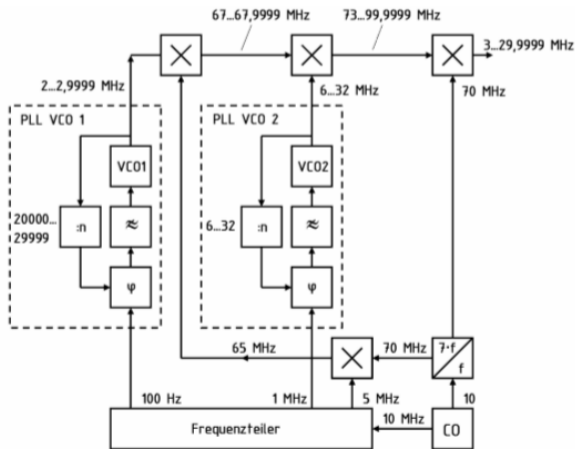 67...67,9999 MHz
73...99,9999 MHz
3...29,9999 MHz
2...2,9999 MHz
6...32 MHz
70 MHz
PLL VCO 1
PLL VCO 2
VCO1
VCO2
20000...
29999
:n
≈
6...32
:n
≈
φ
φ
65 MHz
70 MHz
7·f
f
100 Hz
1 MHz
5 MHz
10
10 MHz
Frequenzteiler
CO